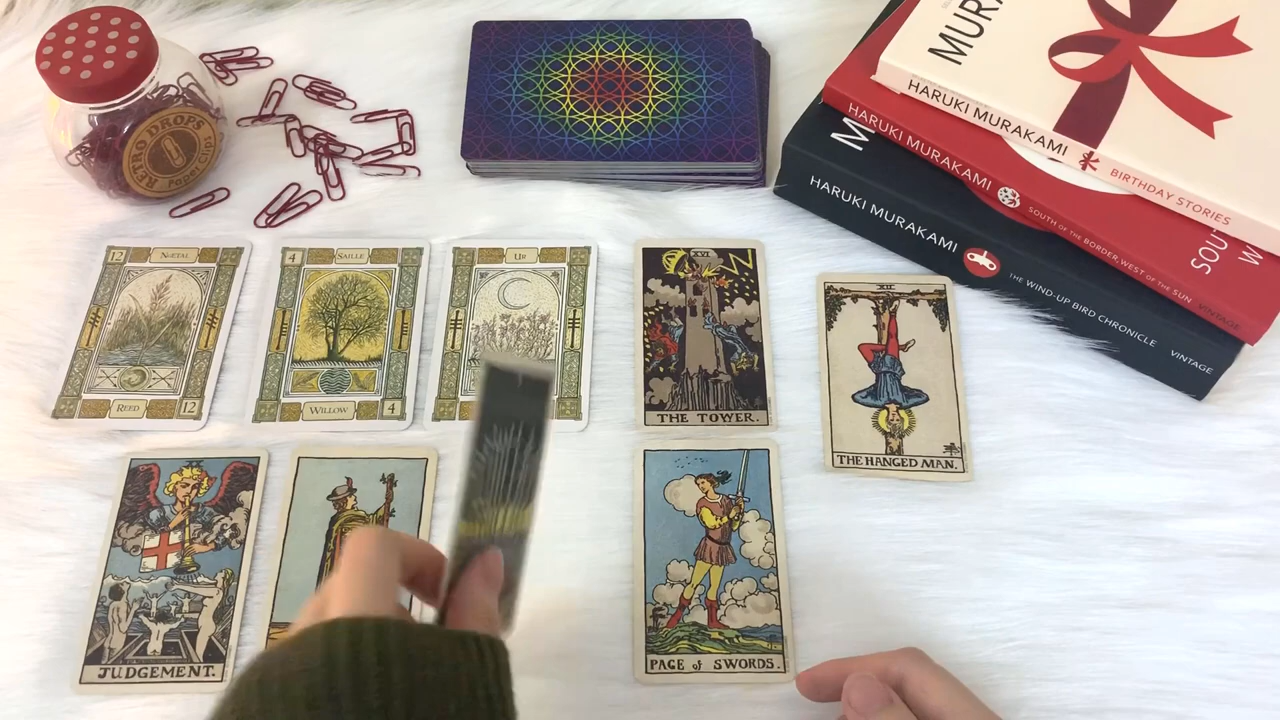 RETRO DROPS
Paper Clips
MUR
HARUKI MURAKAMI
BIRTHDAY STORIES
HARUKI MURAKAMI
SOUTH OF THE BORDER, WEST OF THE SUN
VINTAGE
SOU
W
M
HARUKI MURAKAMI
THE WIND-UP BIRD CHRONICLE
VINTAGE
12
NGETAL
REED
12
4
SAILLE
WILLOW
4
UR
XVI
THE TOWER.
XII
THE HANGED MAN.
JUDGEMENT.
PAGE of SWORDS.